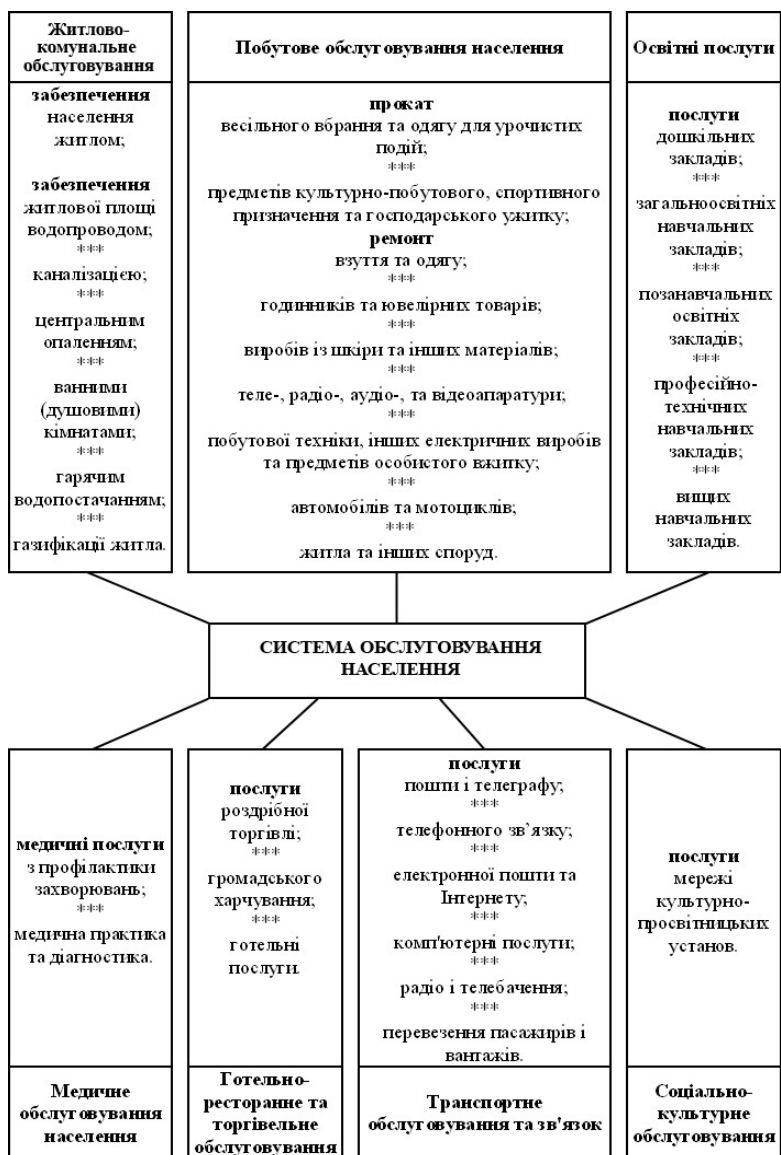 Житлово-
комунальне
обслуговування
забезпечення
населення
житлом;
забезпечення
житлової площі
водопроводом;
***
каналізацією;
***
центральним
опаленням;
***
ванними
(душовими)
кімнатами;
***
гарячим
водопостачанням;
***
газифікації житла.
Побутове обслуговування населення
прокат
весільного вбрання та одягу для урочистих
подій;
***
предметів культурно-побутового, спортивного
призначення та господарського ужитку;
ремонт
взуття та одягу;
***
годинників та ювелірних товарів;
***
виробів із шкіри та інших матеріалів;
***
теле-, радіо-, аудіо-, та відеоапаратури;
***
побутової техніки, інших електричних виробів
та предметів особистого вжитку;
***
автомобілів та мотоциклів;
***
житла та інших споруд.
Освітні послуги
послуги
дошкільних
закладів;
***
загальноосвітніх
навчальних
закладів;
***
позанавчальних
освітніх
закладів;
***
професійно-
технічних
навчальних
закладів;
***
вищих
навчальних
закладів.
СИСТЕМА ОБСЛУГОВУВАННЯ
НАСЕЛЕННЯ
медичні послуги
з профілактики
захворювань;
***
медична практика
та діагностика.
Медичне
обслуговування
населення
послуги
роздрібної
торгівлі;
***
громадського
харчування;
***
готельні
послуги.
Готельно-
ресторанне та
торгівельне
обслуговування
послуги
пошти і телеграфу;
***
телефонного зв’язку;
***
електронної пошти та
Інтернету;
***
комп'ютерні послуги;
***
радіо і телебачення;
***
перевезення пасажирів і
вантажів.
Транспортне
обслуговування та зв'язок
послуги
мережі
культурно-
просвітницьких
установ.
Соціально-
культурне
обслуговування